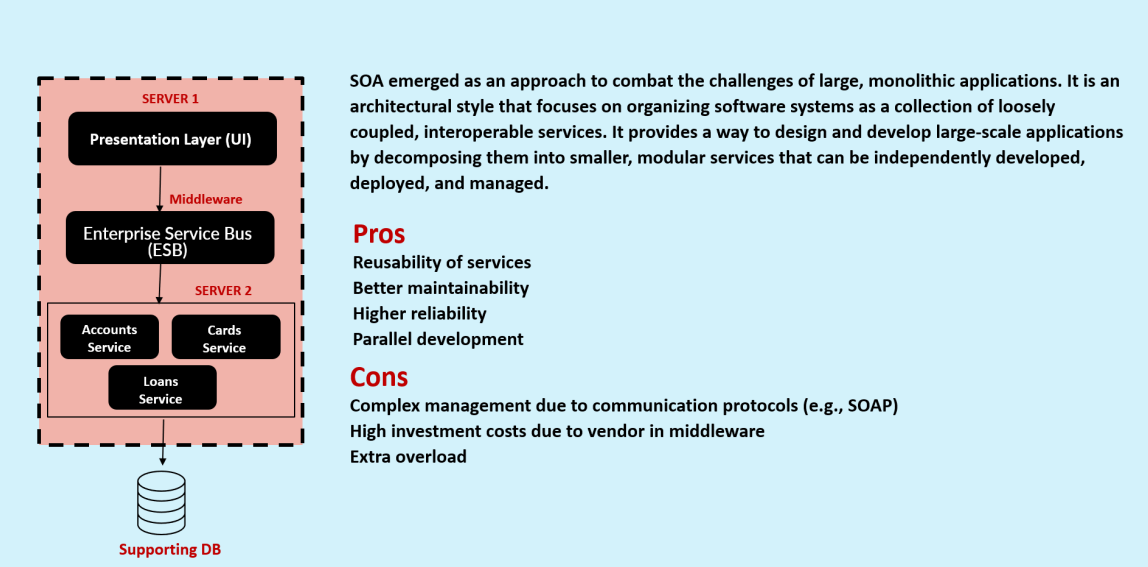 SERVER 1
Presentation Layer (UI)
Middleware
Enterprise Service Bus
(ESB)
SERVER 2
Accounts
Service
Cards
Service
Loans
Service
Supporting DB
SOA emerged as an approach to combat the challenges of large, monolithic applications. It is an
architectural style that focuses on organizing software systems as a collection of loosely
coupled, interoperable services. It provides a way to design and develop large-scale applications
by decomposing them into smaller, modular services that can be independently developed,
deployed, and managed.
Pros
Reusability of services
Better maintainability
Higher reliability
Parallel development
Cons
Complex management due to communication protocols (e.g., SOAP)
High investment costs due to vendor in middleware
Extra overload